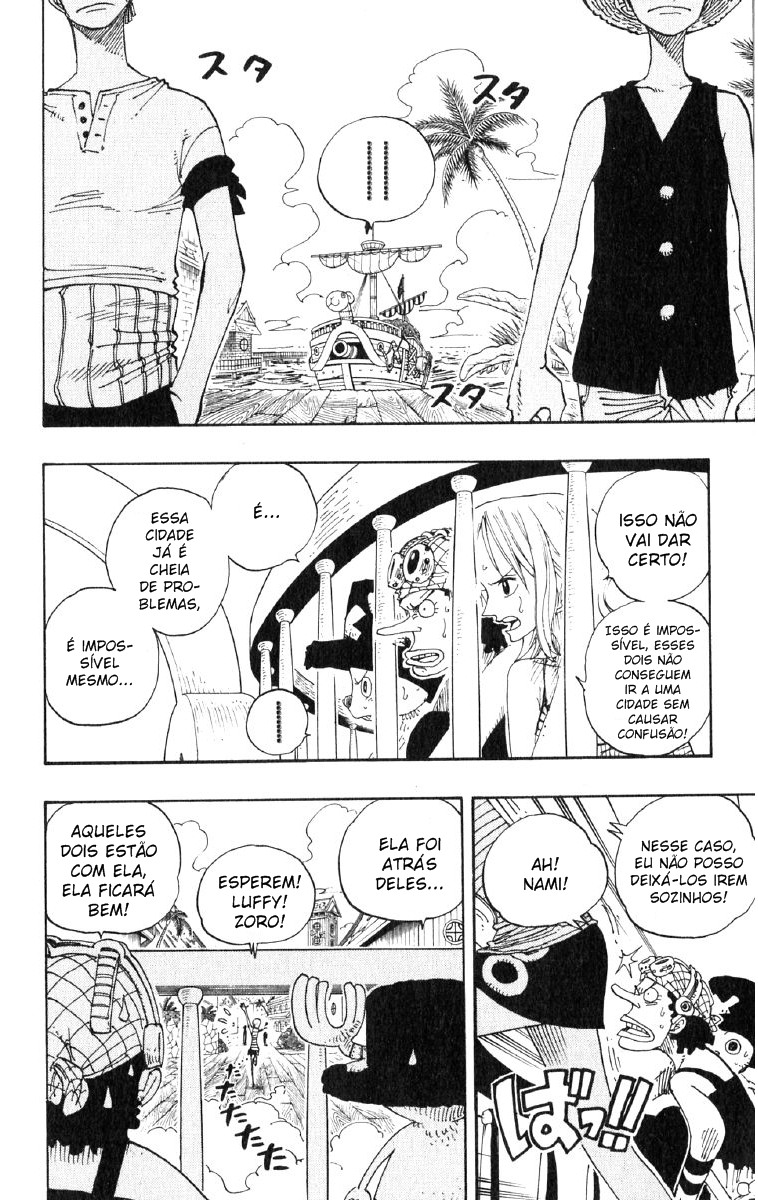 スタ
スタ
スタ
ISSO NÃO
VAI DAR
CERTO!
ISSO É IMPOS-
SÍVEL, ESSES
DOIS NÃO
CONSEGUEM
IR A UMA
CIDADE SEM
CAUSAR
CONFUSÃO!
É...
ESSA
CIDADE
JÁ É
CHEIA
DE PRO-
BLEMAS,
É IMPOS-
SÍVEL
MESMO...
NESSE CASO,
EU NÃO POSSO
DEIXÁ-LOS IREM
SOZINHOS!
AH!
NAMI!
ばっ!!
ELA FOI
ATRÁS
DELES...
ESPEREM!
LUFFY!
ZORO!
AQUELES
DOIS ESTÃO
COM ELA,
ELA FICARÁ
BEM!
たたたたた